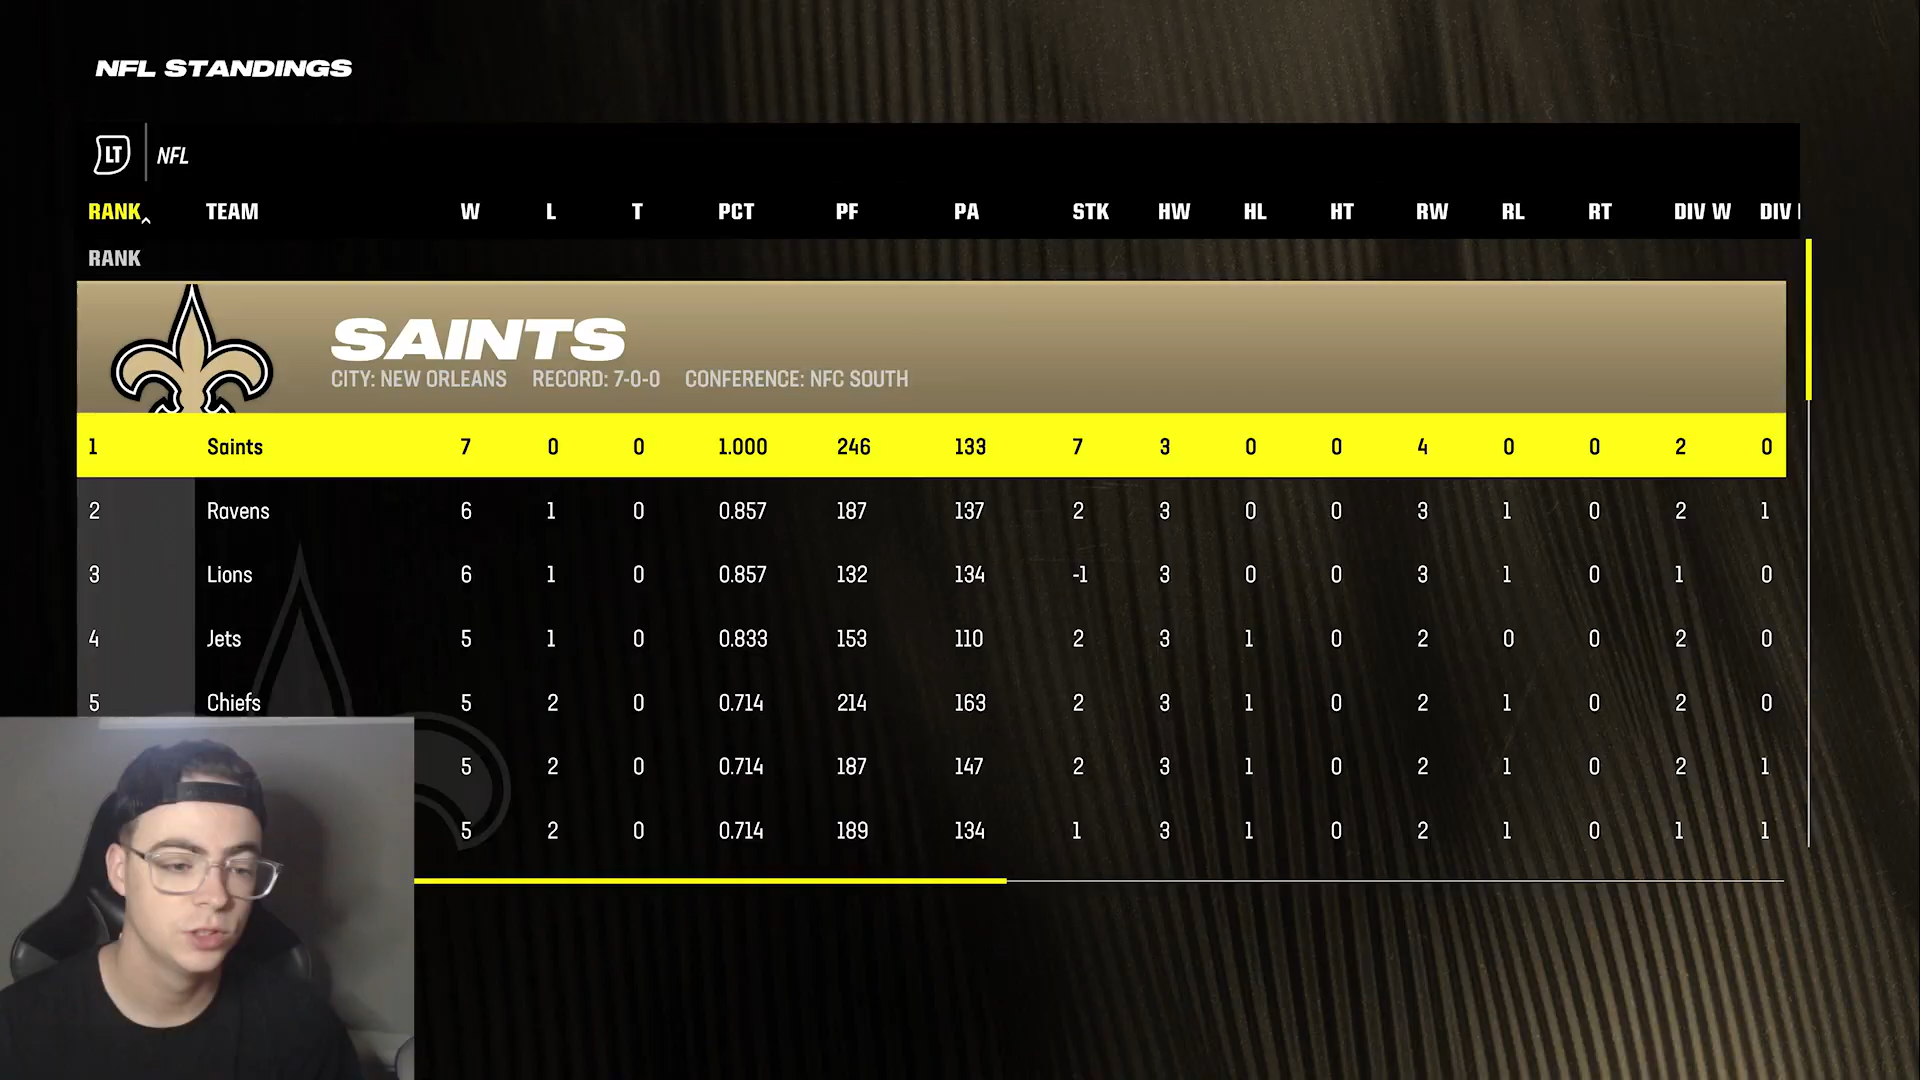 NFL STANDINGS
LT NFL
RANK TEAM W L T PCT PF PA STK HW HL HT RW RL RT DIV W DIV
RANK
SAINTS
CITY: NEW ORLEANS RECORD: 7-0-0 CONFERENCE: NFC SOUTH
1 Saints 7 0 0 1.000 246 133 7 3 0 0 4 0 0 2 0
2 Ravens 6 1 0 0.857 187 137 2 3 0 0 3 1 0 2 1
3 Lions 6 1 0 0.857 132 134 -1 3 0 0 3 1 0 1 0
4 Jets 5 1 0 0.833 153 110 2 3 1 0 2 0 0 2 0
5 Chiefs 5 2 0 0.714 214 163 2 3 1 0 2 1 0 2 0
5 2 0 0.714 187 147 2 3 1 0 2 1 0 2 1
5 2 0 0.714 189 134 1 3 1 0 2 1 0 1 1